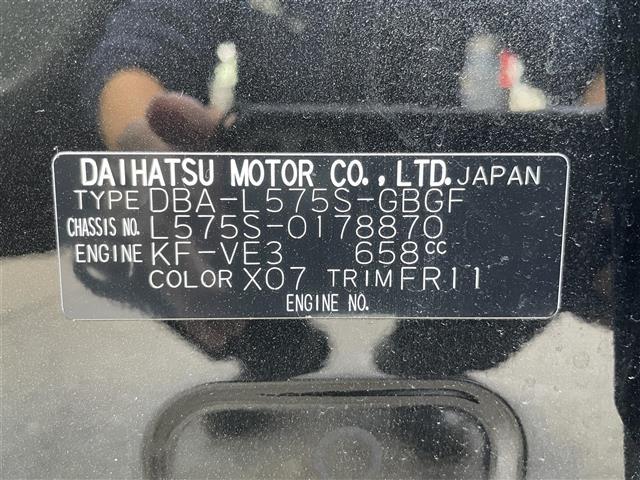 DAIHATSU MOTOR CO.,LTD. JAPAN
TYPE DBA-L575S-GBGF
CHASSIS NO. L575S-0178870
ENGINE KF-VE3 658cc
COLOR X07 TRIM FR11
ENGINE NO.